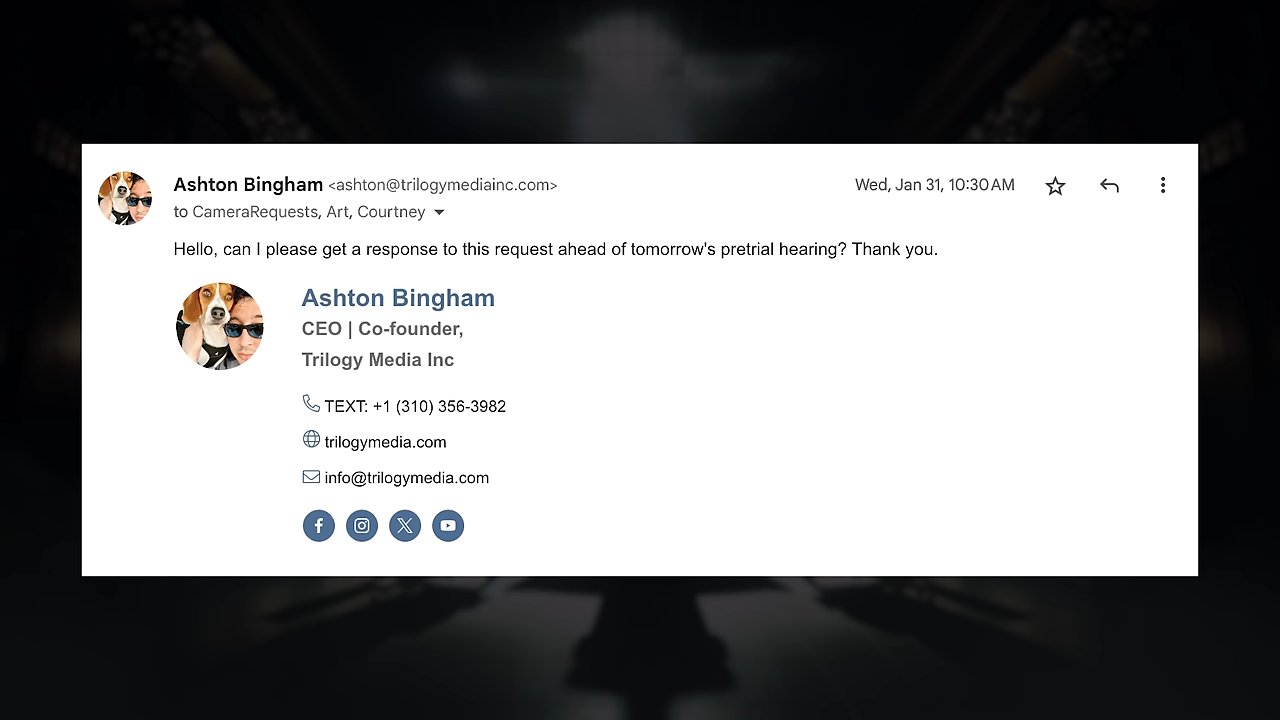 Ashton Bingham <ashton@trilogymediainc.com> Wed, Jan 31, 10:30 AM
to CameraRequests, Art, Courtney
Hello, can I please get a response to this request ahead of tomorrow's pretrial hearing? Thank you.
Ashton Bingham
CEO | Co-founder,
Trilogy Media Inc
TEXT: +1 (310) 356-3982
trilogymedia.com
info@trilogymedia.com